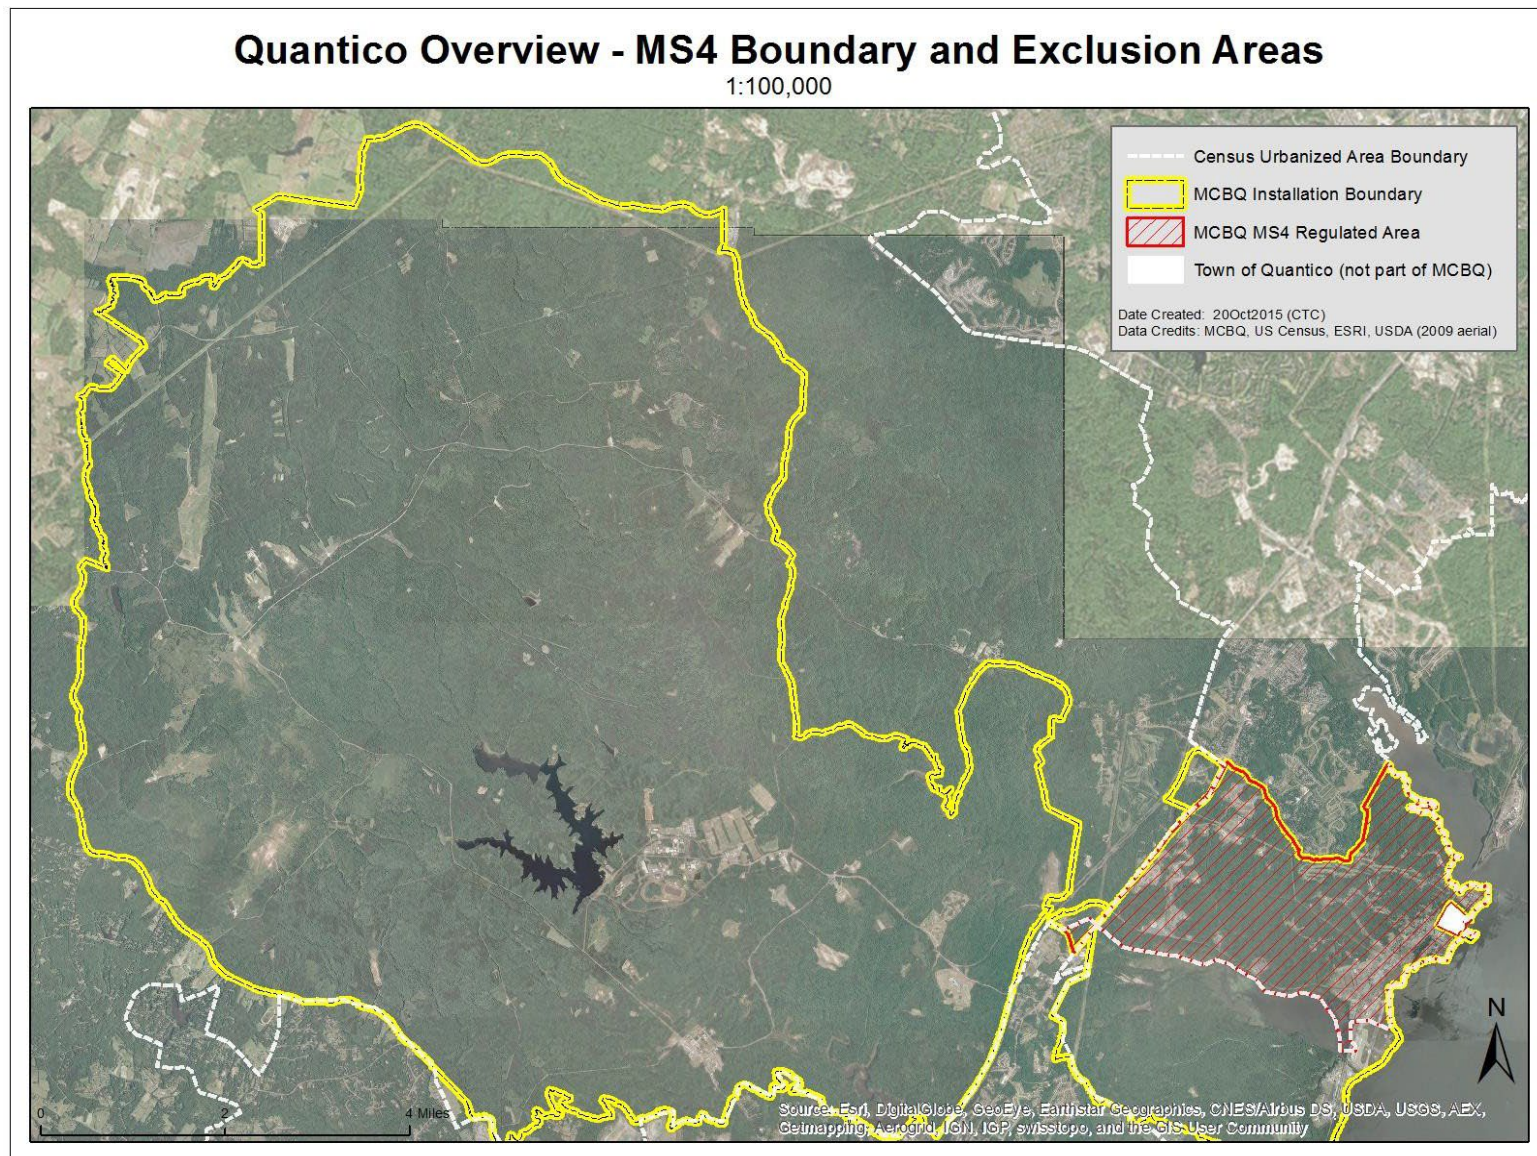 Quantico Overview - MS4 Boundary and Exclusion Areas
1:100,000
Census Urbanized Area Boundary
MCBQ Installation Boundary
MCBQ MS4 Regulated Area
Town of Quantico (not part of MCBQ)
Date Created: 20Oct2015 (CTC)
Data Credits: MCBQ, US Census, ESRI, USDA (2009 aerial)
N
0 2 4 Miles
Source: Esri, DigitalGlobe, GeoEye, Earthstar Geographics, CNES/Airbus DS, USDA, USGS, AEX,
Getmapping, Aerogrid, IGN, IGP, swisstopo, and the GIS User Community